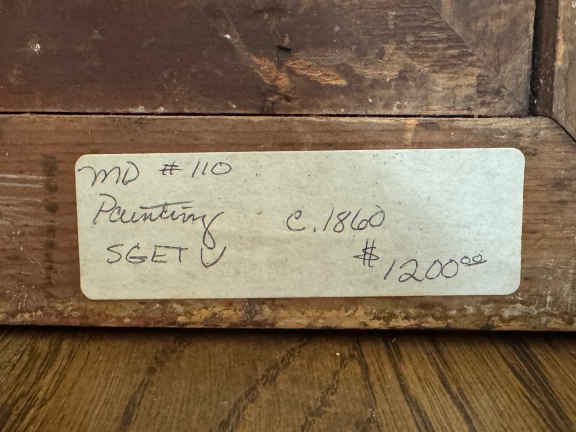 MD # 110
Painting c. 1860
SGET U $1200.00